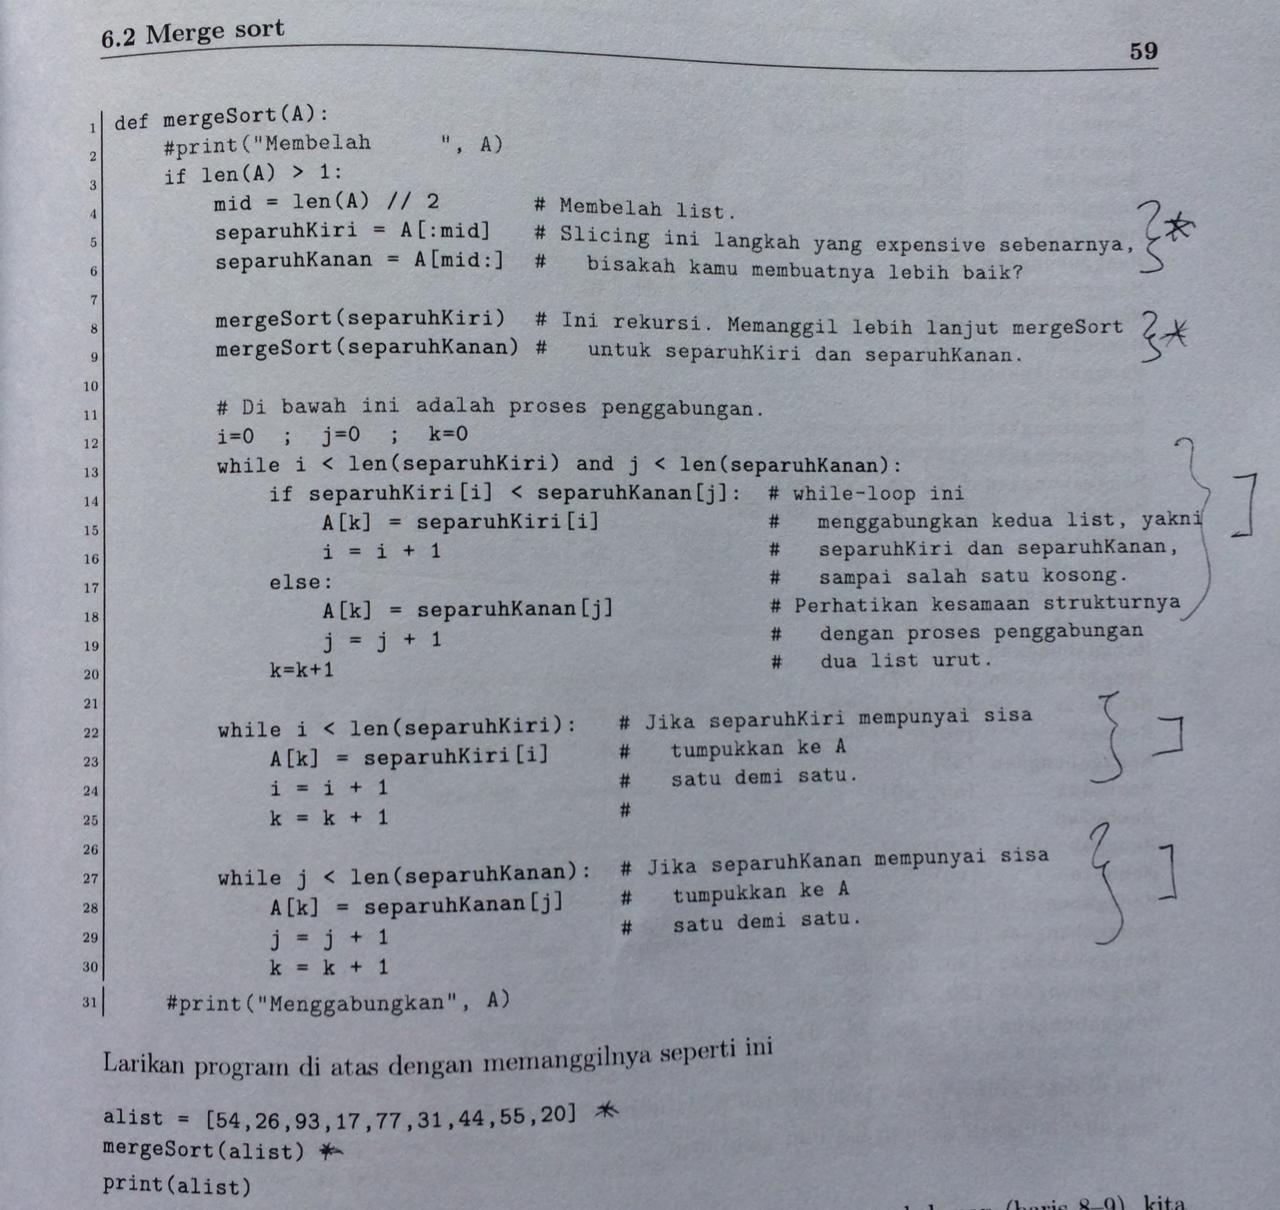 6.2 Merge sort
59
1 def mergeSort(A):
2     #print("Membelah      ", A)
3     if len(A) > 1:
4         mid = len(A) // 2       # Membelah list.
5         separuhKiri = A[:mid]   # Slicing ini langkah yang expensive sebenarnya,
6         separuhKanan = A[mid:]  #   bisakah kamu membuatnya lebih baik?
7
8         mergeSort(separuhKiri)  # Ini rekursi. Memanggil lebih lanjut mergeSort
9         mergeSort(separuhKanan) #   untuk separuhKiri dan separuhKanan.
10
11         # Di bawah ini adalah proses penggabungan.
12         i=0  ;  j=0  ;  k=0
13         while i < len(separuhKiri) and j < len(separuhKanan):
14             if separuhKiri[i] < separuhKanan[j]:  # while-loop ini
15                 A[k] = separuhKiri[i]             #   menggabungkan kedua list, yakni
16                 i = i + 1                         #   separuhKiri dan separuhKanan,
17             else:                                 #   sampai salah satu kosong.
18                 A[k] = separuhKanan[j]            # Perhatikan kesamaan strukturnya
19                 j = j + 1                         #   dengan proses penggabungan
20             k=k+1                                 #   dua list urut.
21
22         while i < len(separuhKiri):   # Jika separuhKiri mempunyai sisa
23             A[k] = separuhKiri[i]     #   tumpukkan ke A
24             i = i + 1                 #   satu demi satu.
25             k = k + 1                 #
26
27         while j < len(separuhKanan):  # Jika separuhKanan mempunyai sisa
28             A[k] = separuhKanan[j]    #   tumpukkan ke A
29             j = j + 1                 #   satu demi satu.
30             k = k + 1
31     #print("Menggabungkan", A)
Larikan program di atas dengan memanggilnya seperti ini
alist = [54,26,93,17,77,31,44,55,20]
mergeSort(alist)
print(alist)
(baris 8–9) kita